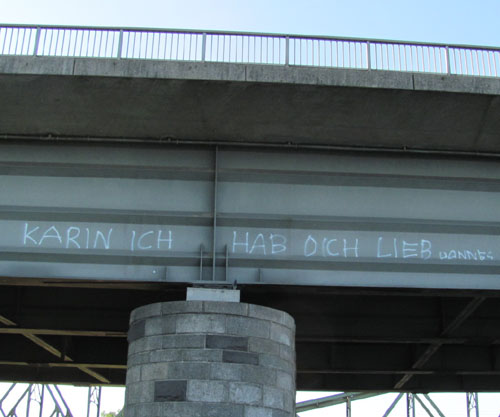 KARIN ICH HAB DICH LIEB HANNES